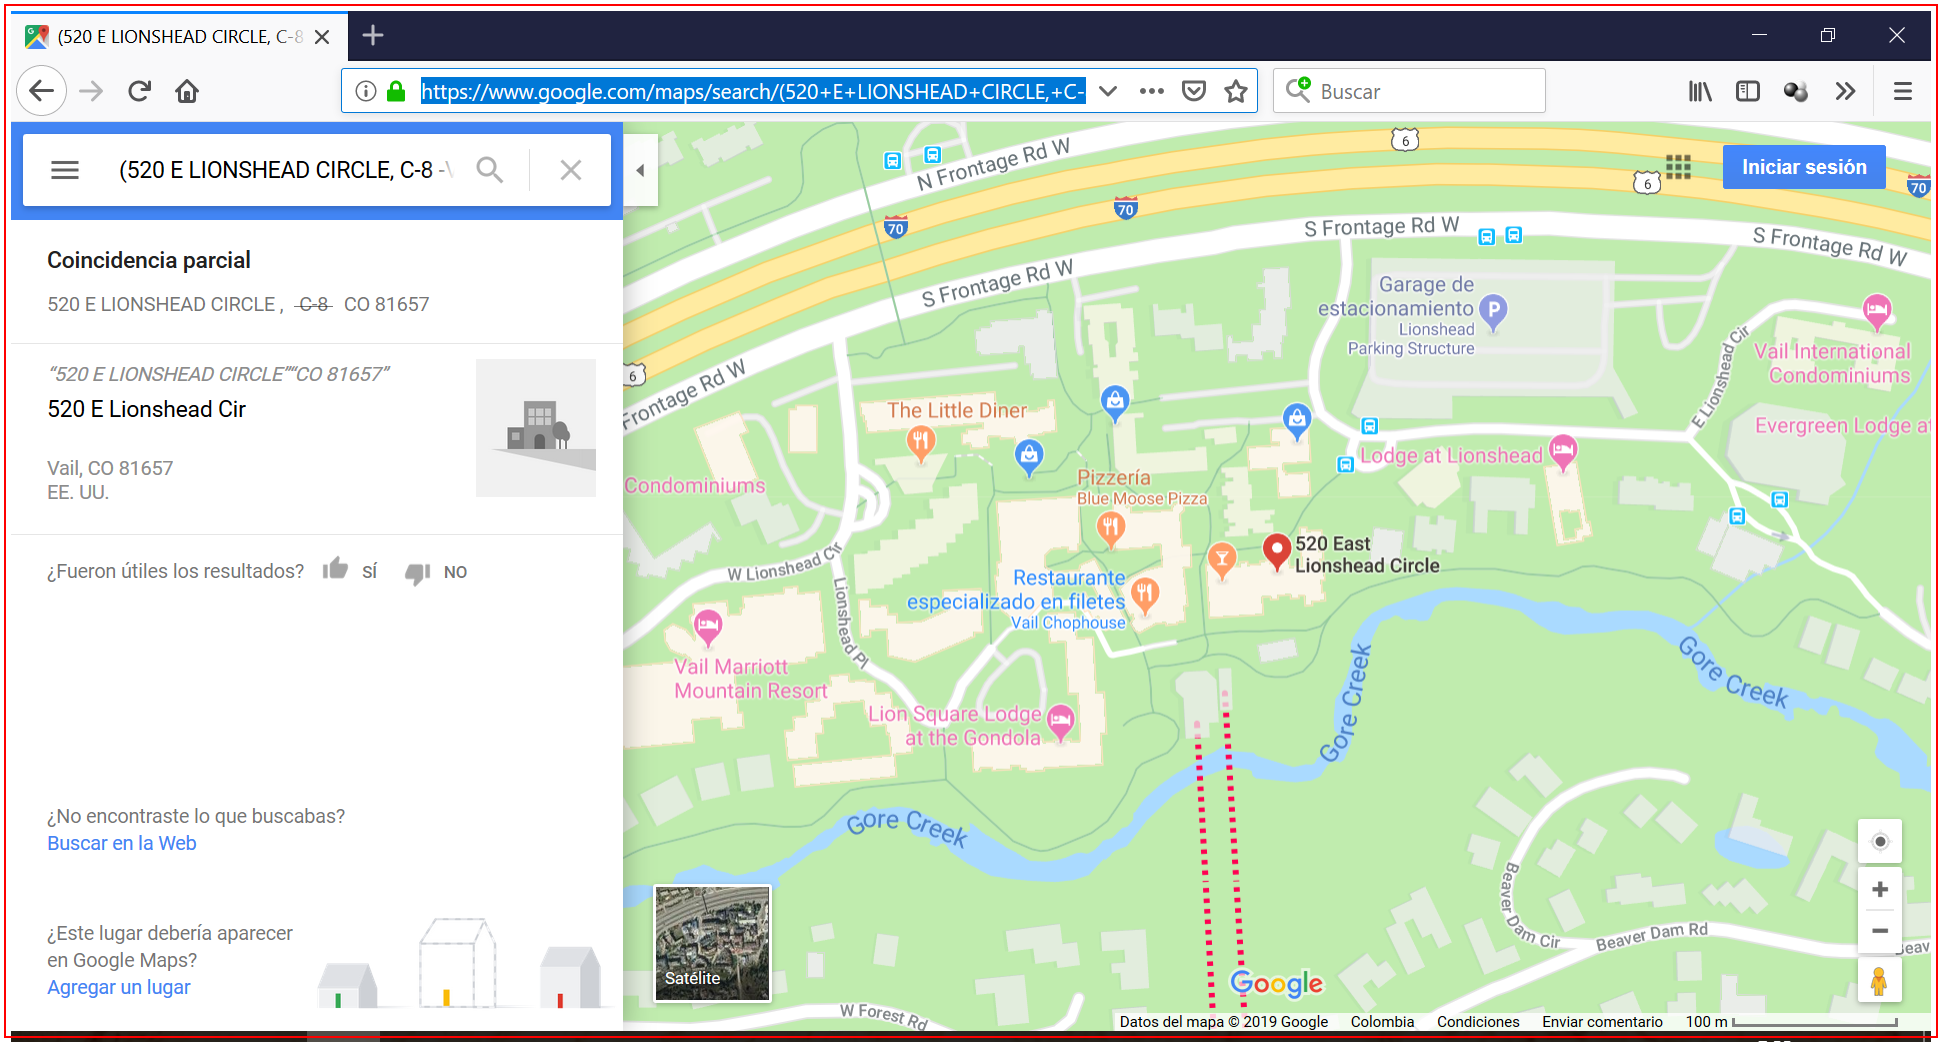 (520 E LIONSHEAD CIRCLE, C-8
https://www.google.com/maps/search/(520+E+LIONSHEAD+CIRCLE,+C-
Buscar
(520 E LIONSHEAD CIRCLE, C-8 -
Coincidencia parcial
520 E LIONSHEAD CIRCLE , C-8 CO 81657
“520 E LIONSHEAD CIRCLE”“CO 81657”
520 E Lionshead Cir
Vail, CO 81657
EE. UU.
¿Fueron útiles los resultados? SÍ NO
¿No encontraste lo que buscabas?
Buscar en la Web
¿Este lugar debería aparecer
en Google Maps?
Agregar un lugar
Iniciar sesión
N Frontage Rd W
6
6
70
70
70
S Frontage Rd W
S Frontage Rd W
S Frontage Rd W
6
Frontage Rd W
Garage de
estacionamiento
P
Lionshead
Parking Structure
E Lionshead Cir
Vail International
Condominiums
Evergreen Lodge at
The Little Diner
Lodge at Lionshead
Condominiums
Pizzería
Blue Moose Pizza
520 East
Lionshead Circle
W Lionshead Cir
Lionshead Pl
Restaurante
especializado en filetes
Vail Chophouse
Vail Marriott
Mountain Resort
Lion Square Lodge
at the Gondola
Gore Creek
Gore Creek
Gore Creek
Beaver Dam Cir
Beaver Dam Rd
Beav
W Forest Rd
Satélite
Google
Datos del mapa © 2019 Google Colombia Condiciones Enviar comentario 100 m